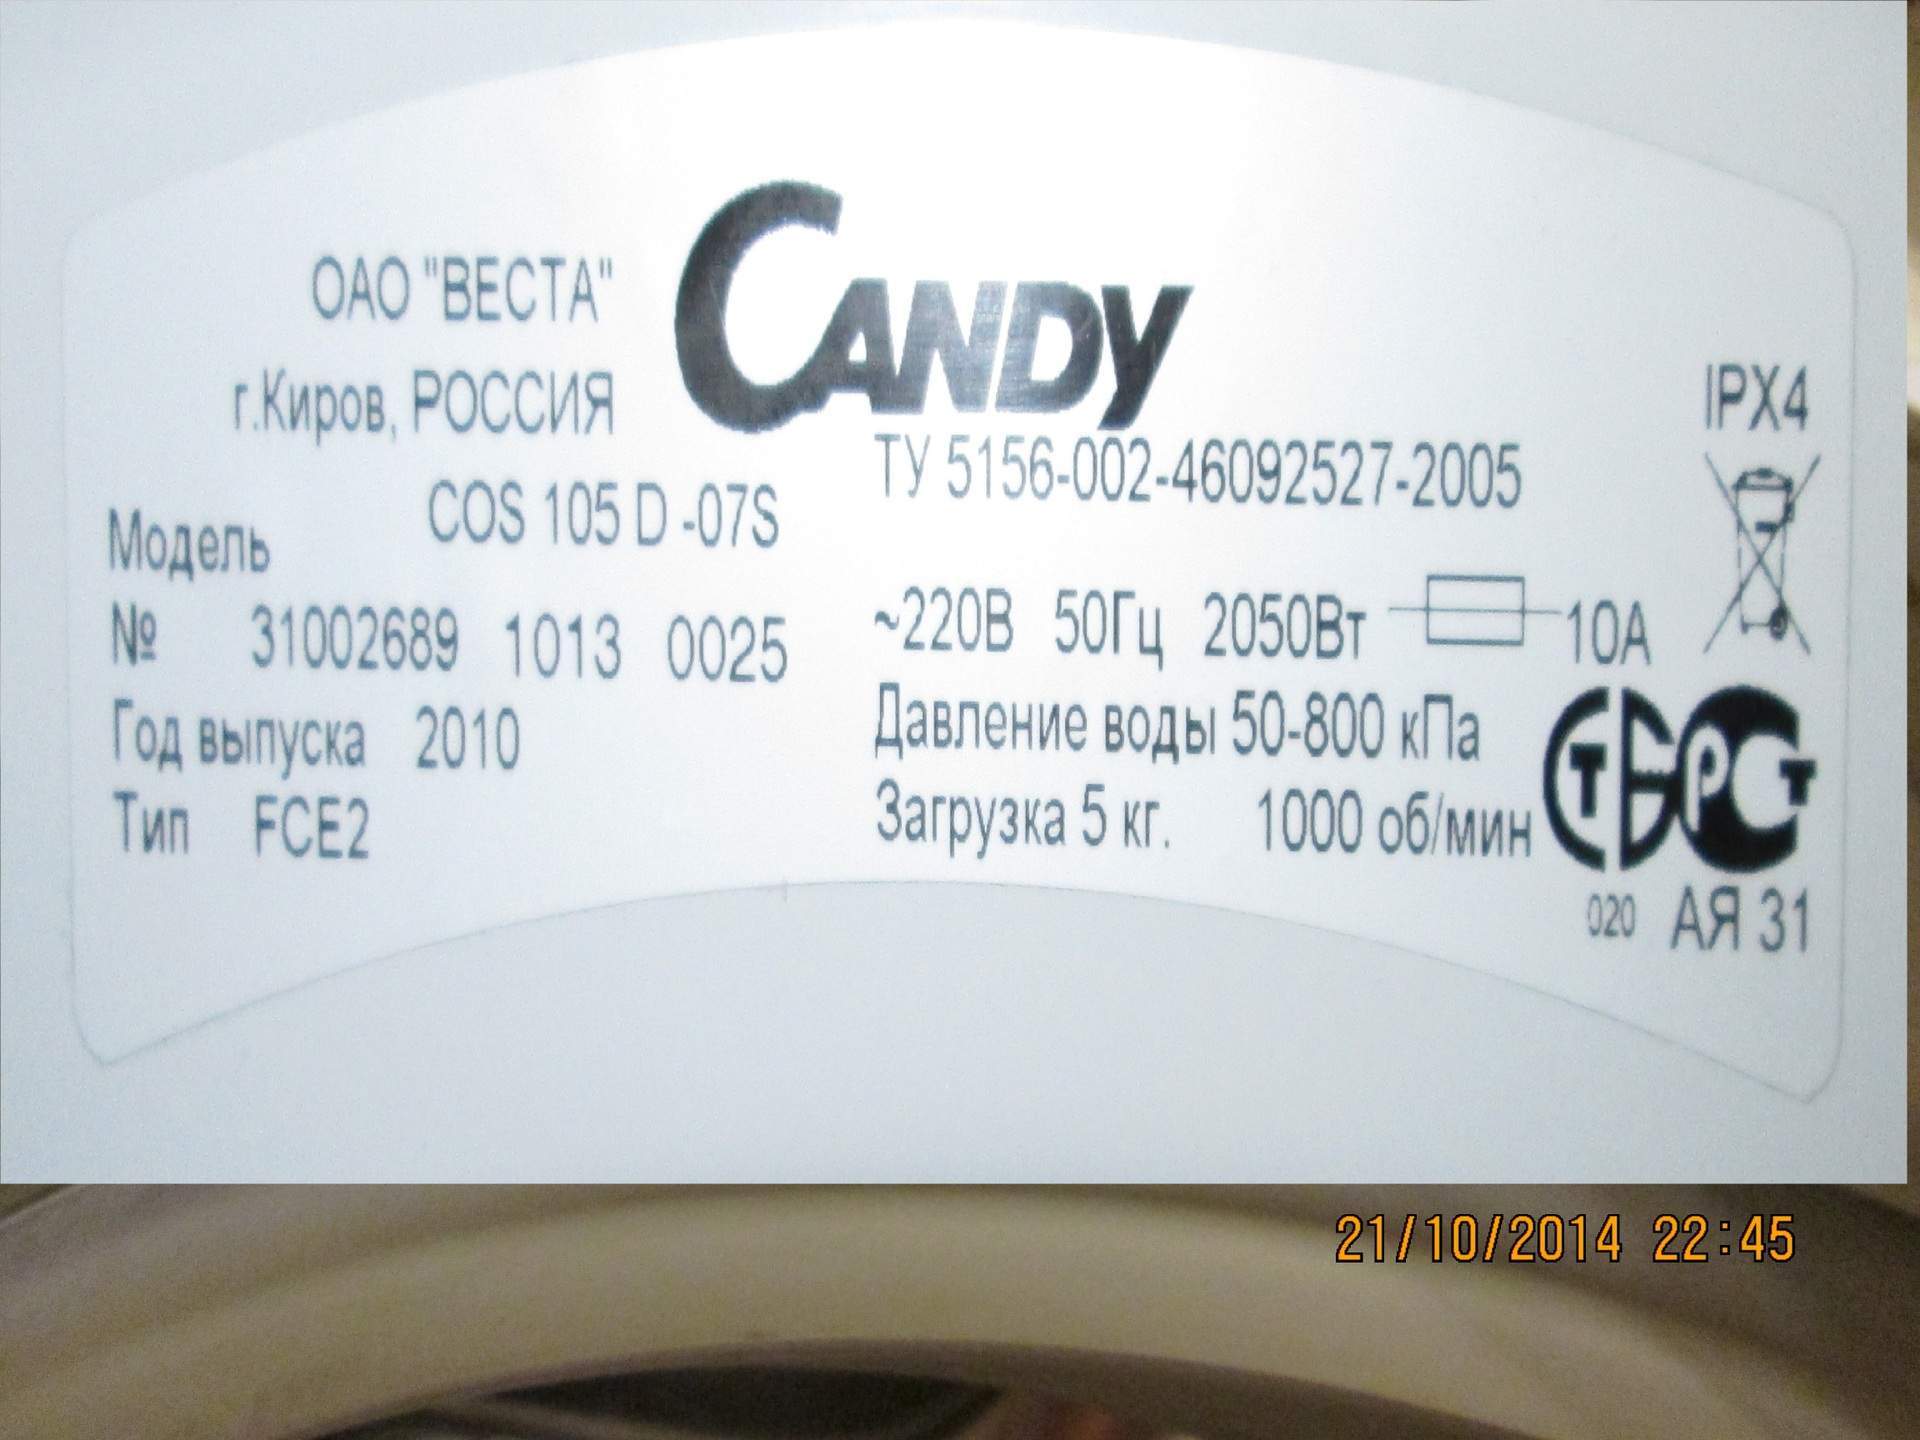 CANDY
ОАО "ВЕСТА"
г.Киров, РОССИЯ
Модель COS 105 D -07S
№ 31002689 1013 0025
Год выпуска 2010
Тип FCE2
ТУ 5156-002-46092527-2005
~220В 50Гц 2050Вт 10А
Давление воды 50-800 кПа
Загрузка 5 кг. 1000 об/мин
IPX4
СТБ РСТ
020 АЯ 31
21/10/2014 22:45